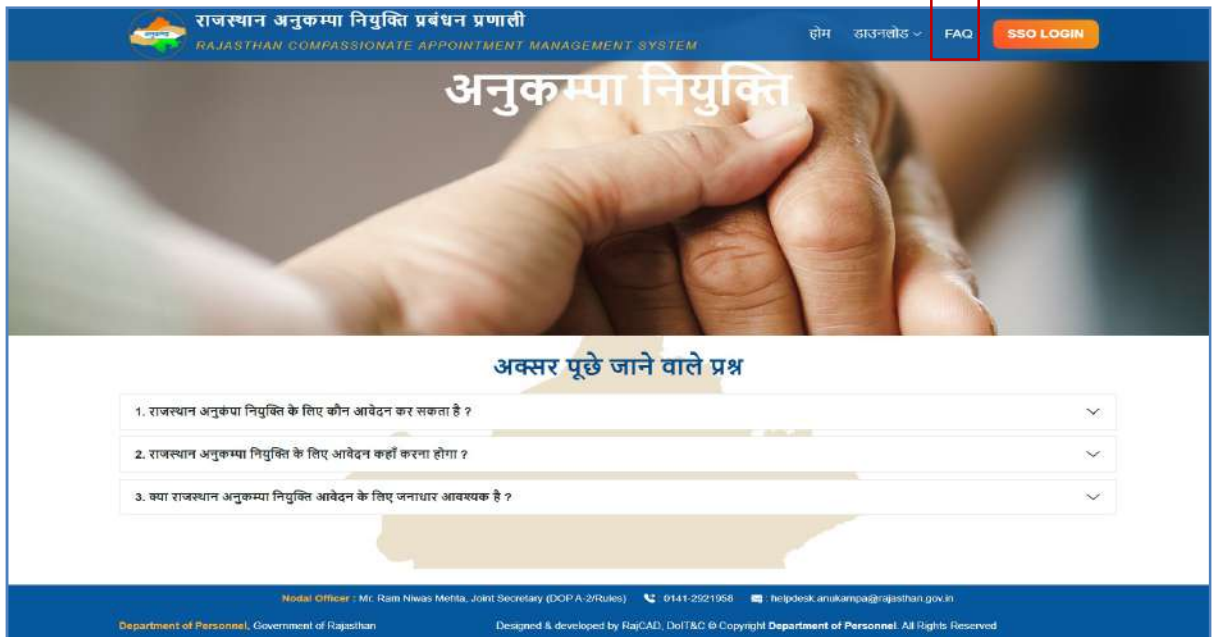 राजस्थान अनुकम्पा नियुक्ति प्रबंधन प्रणाली
RAJASTHAN COMPASSIONATE APPOINTMENT MANAGEMENT SYSTEM
होम डाउनलोड FAQ SSO LOGIN
अनुकम्पा नियुक्ति
अक्सर पूछे जाने वाले प्रश्न
1. राजस्थान अनुकंपा नियुक्ति के लिए कौन आवेदन कर सकता है ?
2. राजस्थान अनुकम्पा नियुक्ति के लिए आवेदन कहाँ करना होगा ?
3. क्या राजस्थान अनुकम्पा नियुक्ति आवेदन के लिए जनाधार आवश्यक है ?
Nodal Officer : Mr. Ram Niwas Mehta, Joint Secretary (DOP A-2/Rules) : 0141-2921958 : helpdesk.anukampa@rajasthan.gov.in
Department of Personnel, Government of Rajasthan Designed & developed by RajCAD, DoIT&C © Copyright Department of Personnel. All Rights Reserved